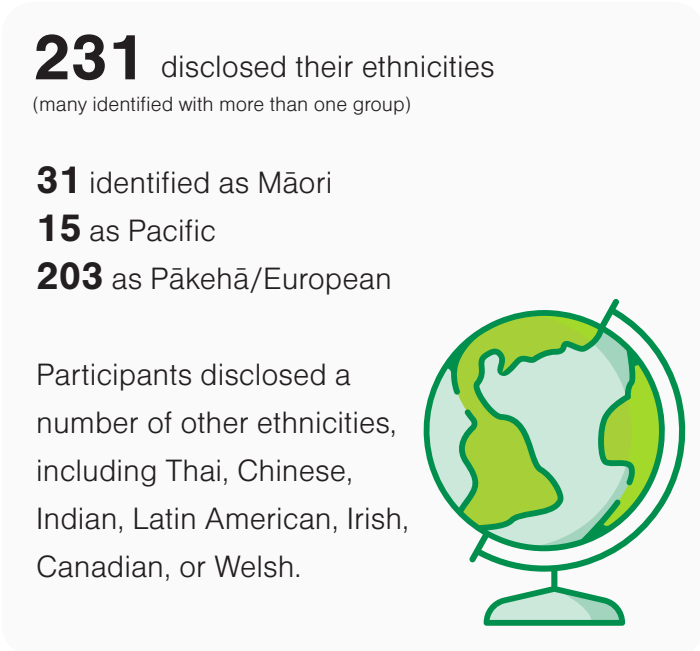 231 disclosed their ethnicities
(many identified with more than one group)
31 identified as Māori
15 as Pacific
203 as Pākehā/European
Participants disclosed a
number of other ethnicities,
including Thai, Chinese,
Indian, Latin American, Irish,
Canadian, or Welsh.